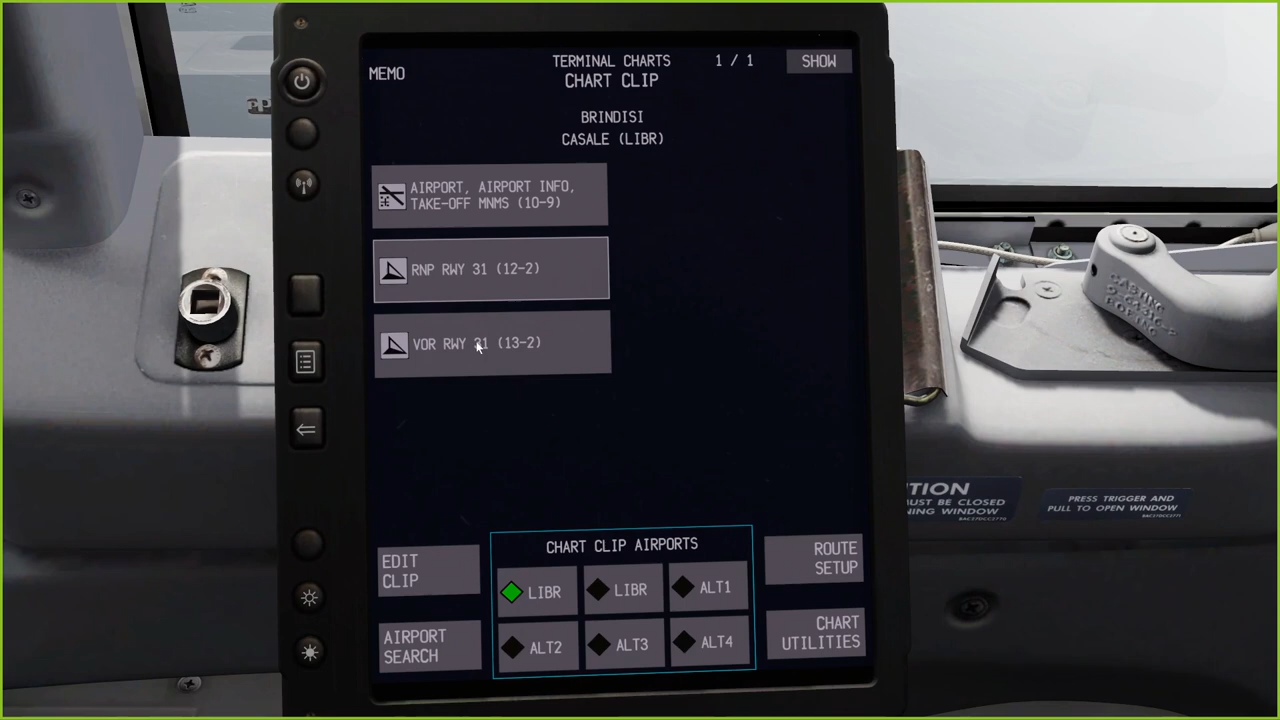 MEMO
TERMINAL CHARTS
1 / 1
SHOW
CHART CLIP
BRINDISI
CASALE (LIBR)
AIRPORT, AIRPORT INFO,
TAKE-OFF MNMS (10-9)
RNP RWY 31 (12-2)
VOR RWY 31 (13-2)
EDIT
CLIP
CHART CLIP AIRPORTS
LIBR
LIBR
ALT1
ALT2
ALT3
ALT4
ROUTE
SETUP
AIRPORT
SEARCH
CHART
UTILITIES
CASTING
TION
UST BE CLOSED
NING WINDOW
PRESS TRIGGER AND
PULL TO OPEN WINDOW